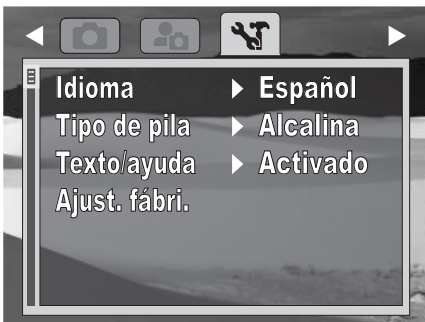 Idioma Español
Tipo de pila Alcalina
Texto/ayuda Activado
Ajust. fábri.